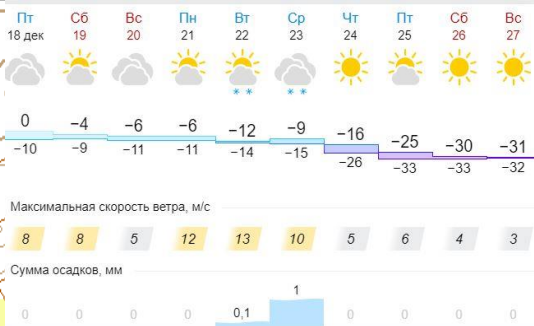 Пт Сб Вс Пн Вт Ср Чт Пт Сб Вс
18 дек 19 20 21 22 23 24 25 26 27
0 −4 −6 −6 −12 −9 −16 −25 −30 −31
−10 −9 −11 −11 −14 −15 −26 −33 −33 −32
Максимальная скорость ветра, м/с
8 8 5 12 13 10 5 6 4 3
Сумма осадков, мм
0 0 0 0 0,1 1 0 0 0 0